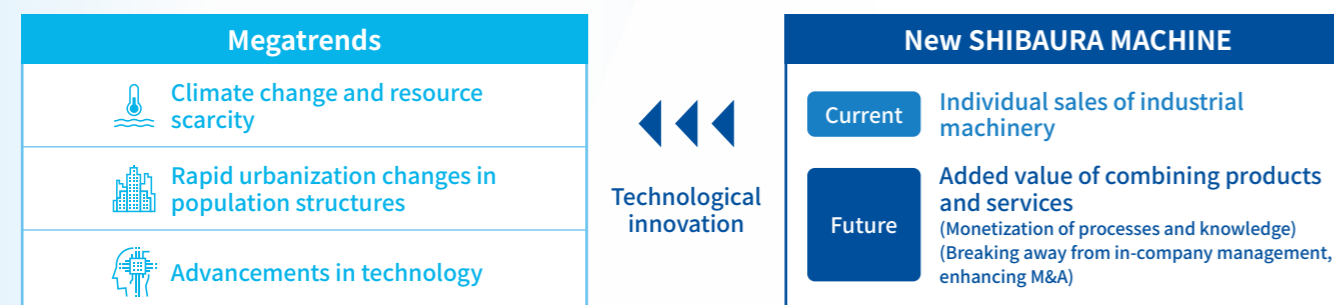 Megatrends
Climate change and resource
scarcity
Rapid urbanization changes in
population structures
Advancements in technology
Technological
innovation
New SHIBAURA MACHINE
Current
Individual sales of industrial
machinery
Future
Added value of combining products
and services
(Monetization of processes and knowledge)
(Breaking away from in-company management,
enhancing M&A)